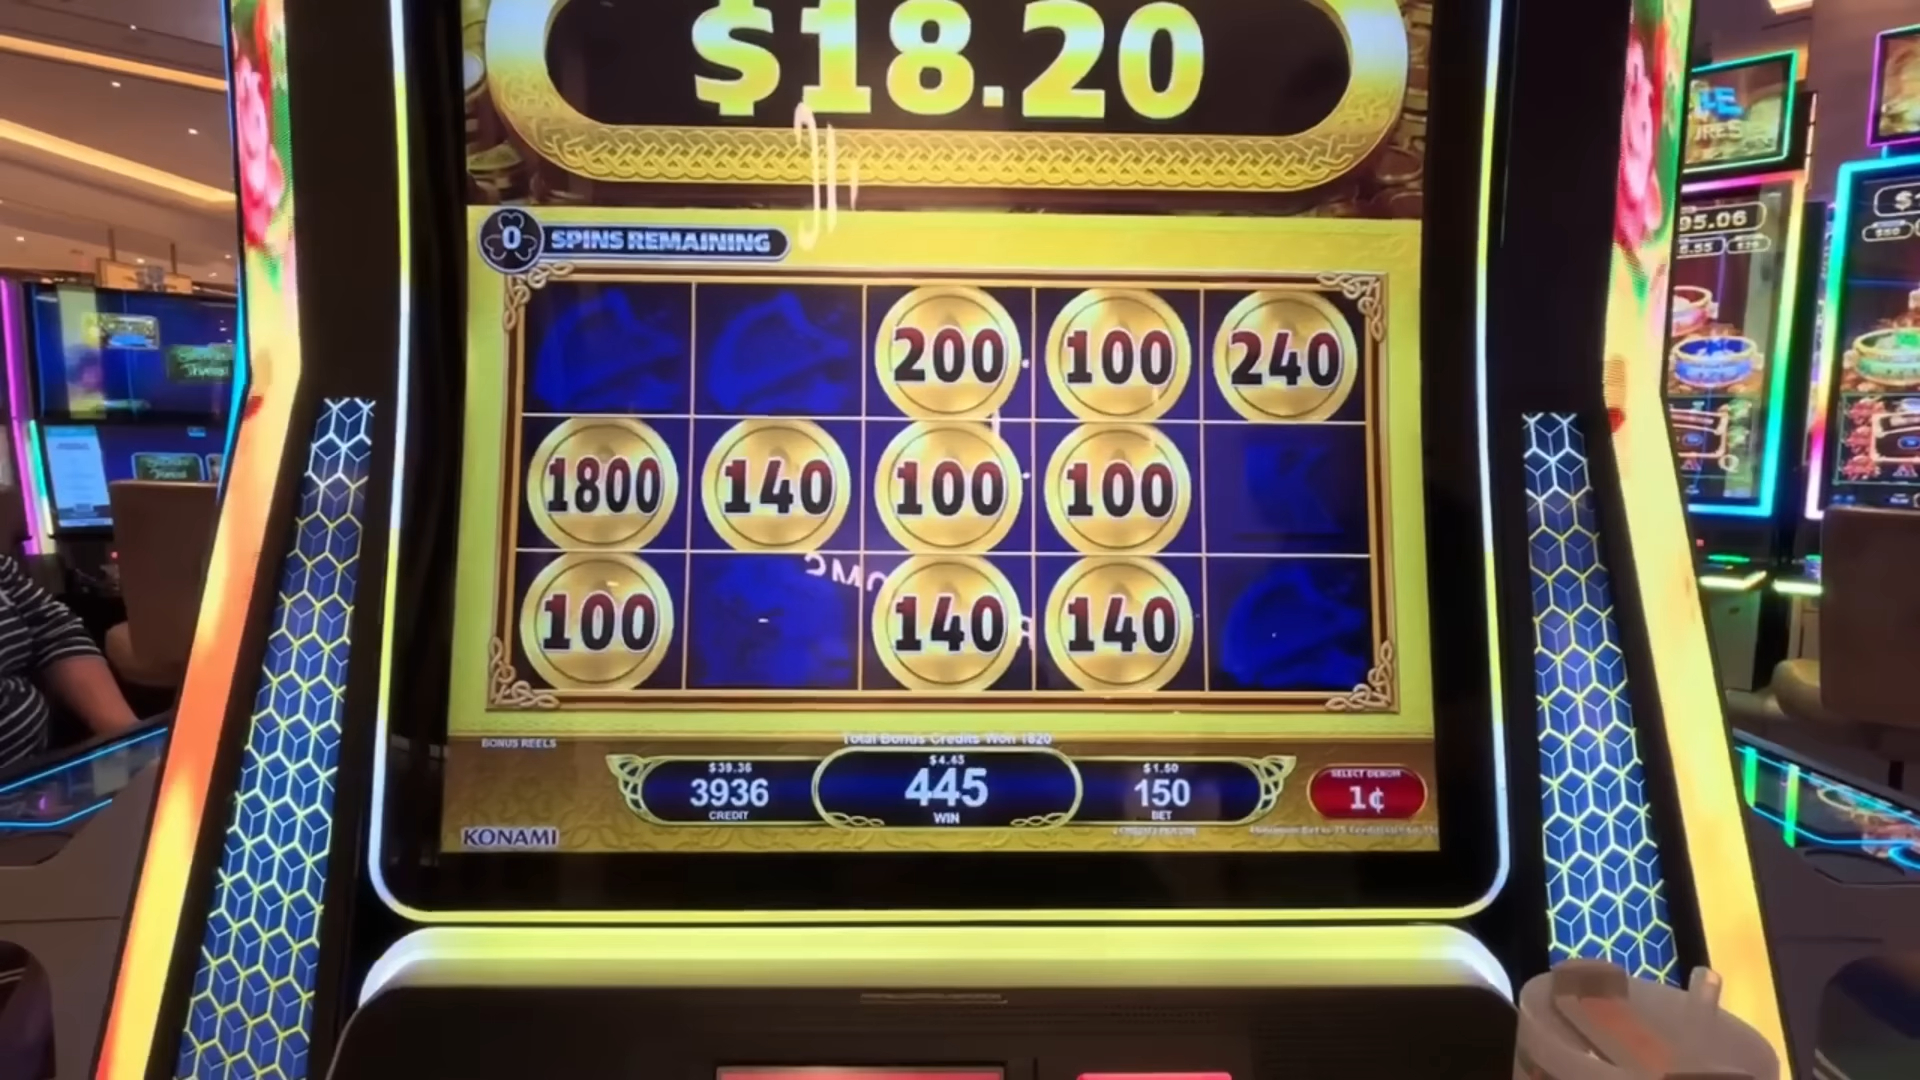 $18.20
0 SPINS REMAINING
200 100 240
1800 140 100 100
100 140 140
BONUS REELS
Total Bonus Credits Won 1820
$39.36
3936
CREDIT
$4.45
445
WIN
$1.50
150
BET
SELECT DENOM
1¢
KONAMI
95.06